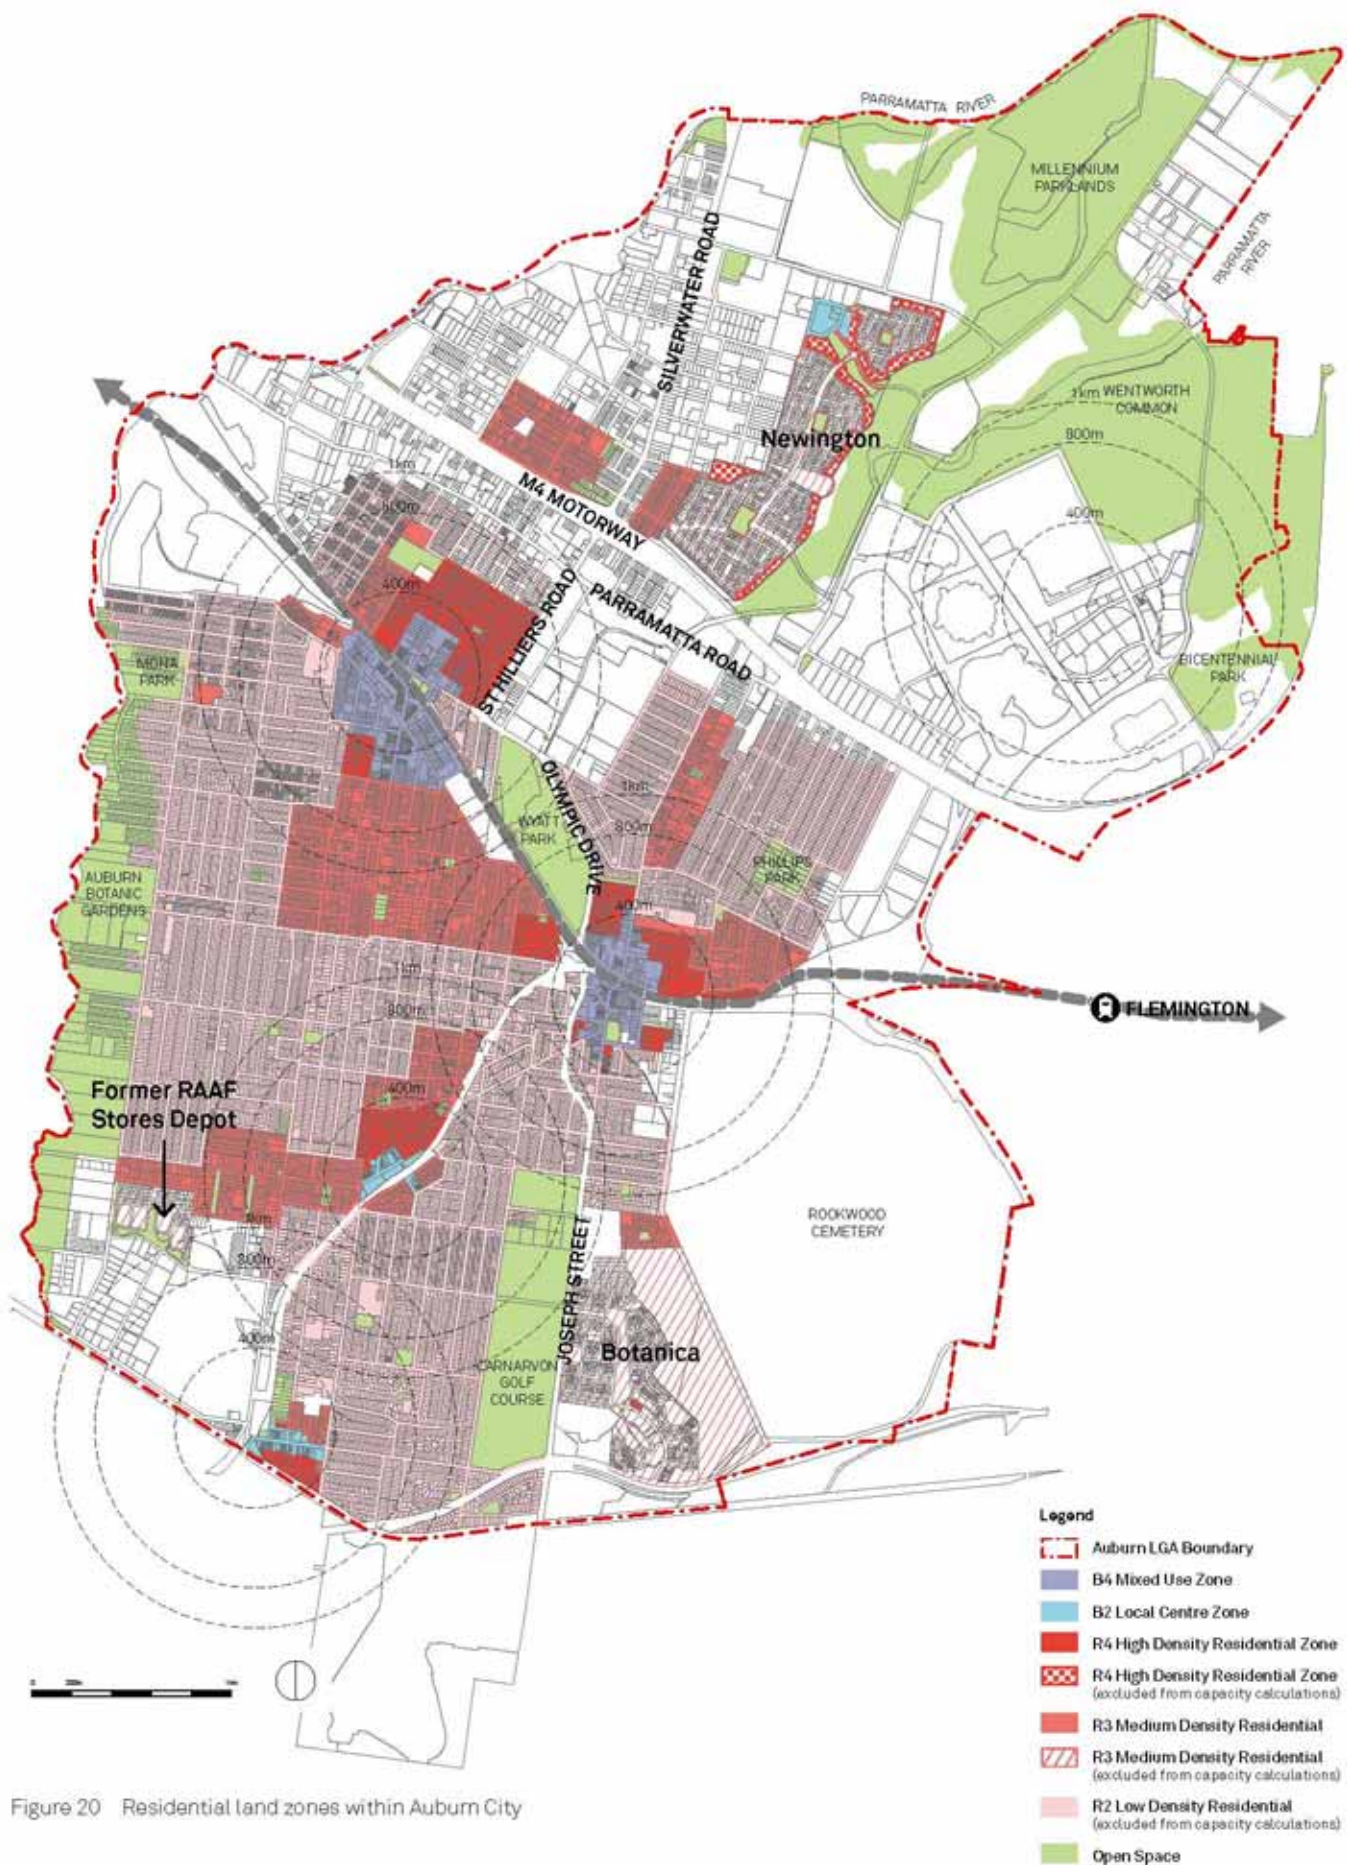 PARRAMATTA RIVER
MILLENNIUM
PARKLANDS
PARRAMATTA
RIVER
SILVERWATER ROAD
1km
WENTWORTH
COMMON
800m
400m
Newington
M4 MOTORWAY
1km
800m
400m
PARRAMATTA ROAD
ST HILLIERS ROAD
BICENTENNIAL
PARK
MONA
PARK
OLYMPIC DRIVE
WYATT
PARK
1km
800m
400m
PHILLIPS
PARK
AUBURN
BOTANIC
GARDENS
1km
800m
400m
FLEMINGTON
Former RAAF
Stores Depot
ROOKWOOD
CEMETERY
1km
800m
400m
JOSEPH STREET
Botanica
CARNARVON
GOLF
COURSE
Legend
Auburn LGA Boundary
B4 Mixed Use Zone
B2 Local Centre Zone
R4 High Density Residential Zone
R4 High Density Residential Zone
(excluded from capacity calculations)
R3 Medium Density Residential
R3 Medium Density Residential
(excluded from capacity calculations)
R2 Low Density Residential
(excluded from capacity calculations)
Open Space
Figure 20 Residential land zones within Auburn City